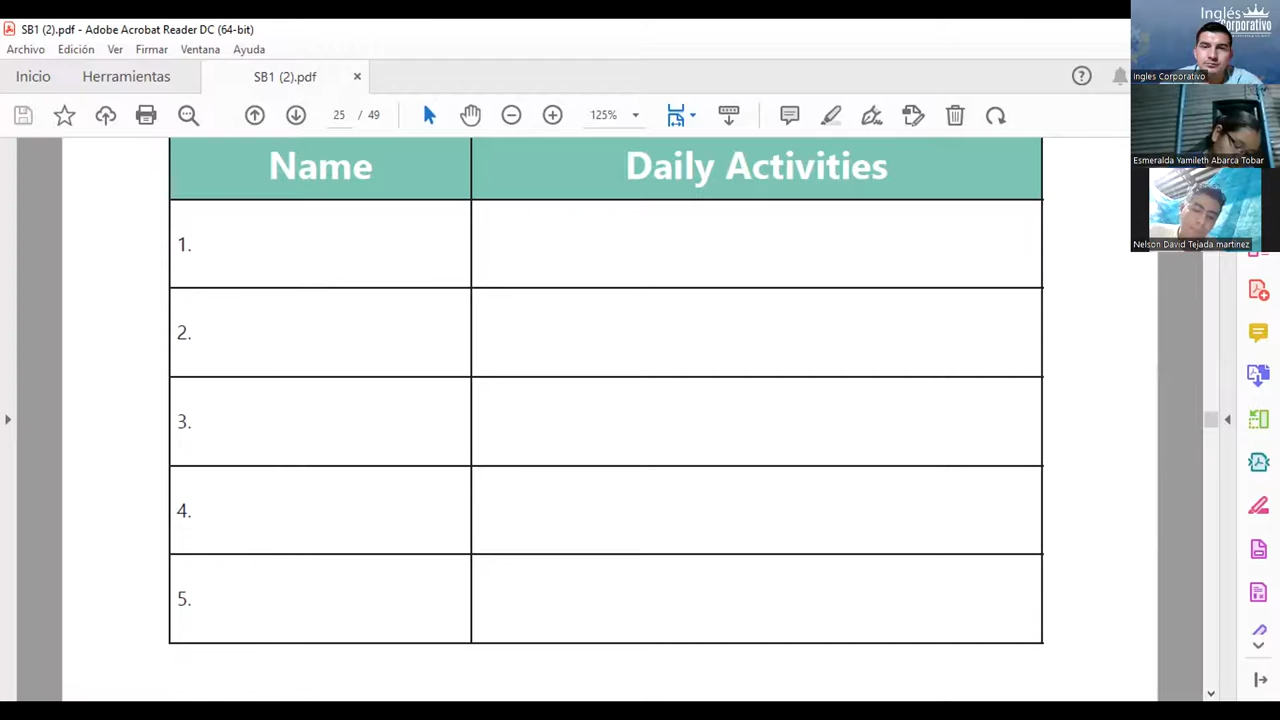 SB1 (2).pdf - Adobe Acrobat Reader DC (64-bit)
Archivo Edición Ver Firmar Ventana Ayuda
Inicio Herramientas SB1 (2).pdf
25 / 49 125%
Name Daily Activities
1.
2.
3.
4.
5.
Inglés
Corporativo
Ingles Corporativo
Esmeralda Yamileth Abarca Tobar
Nelson David Tejada martinez